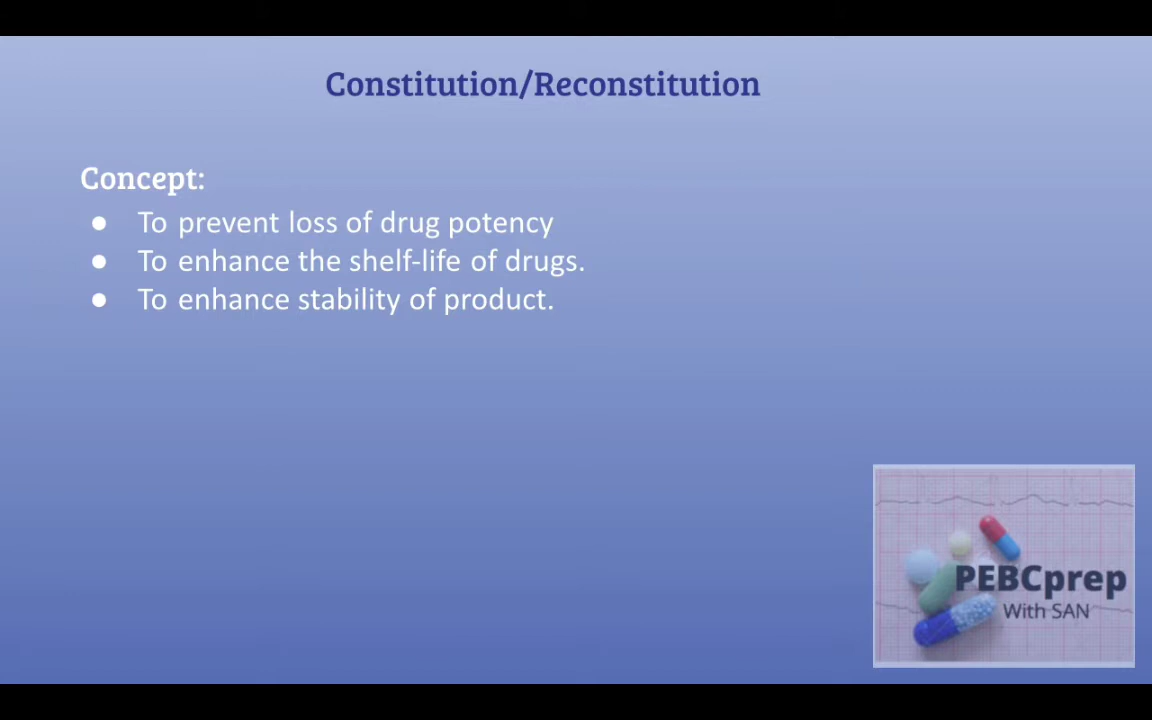 Constitution/Reconstitution
Concept:
● To prevent loss of drug potency
● To enhance the shelf-life of drugs.
● To enhance stability of product.
PEBCprep
With SAN